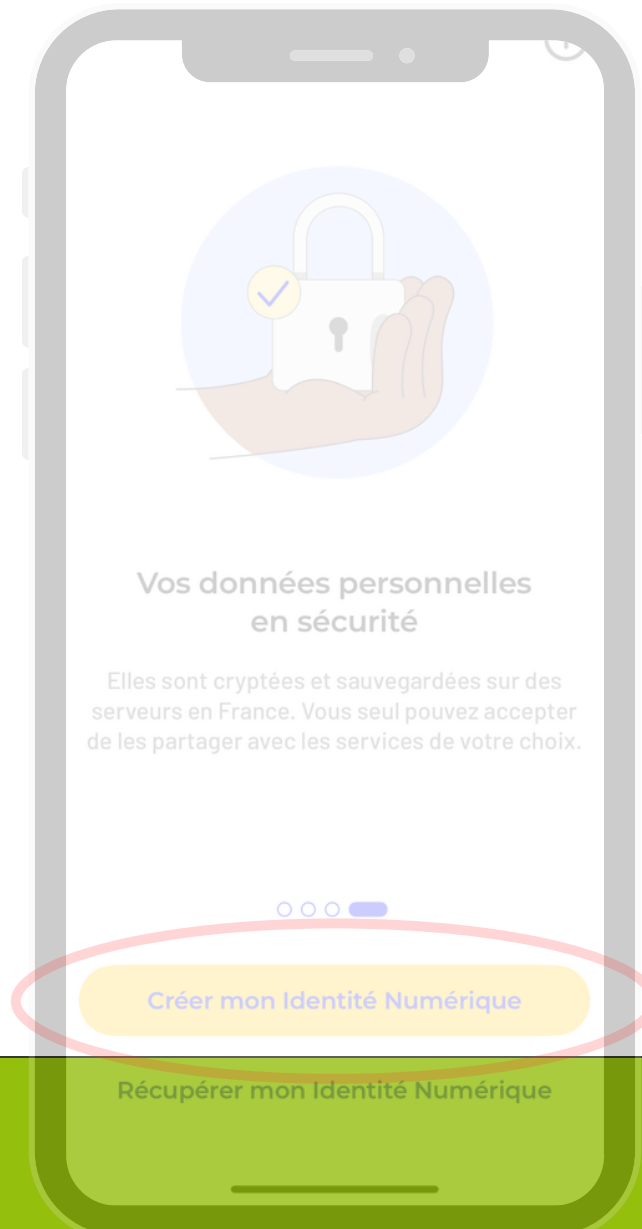 Vos données personnelles
en sécurité
Elles sont cryptées et sauvegardées sur des
serveurs en France. Vous seul pouvez accepter
de les partager avec les services de votre choix.
Créer mon Identité Numérique
Récupérer mon Identité Numérique